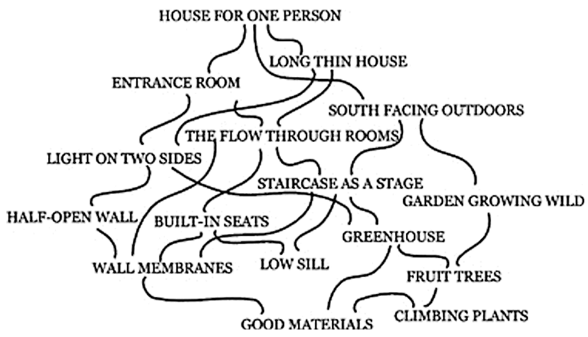 HOUSE FOR ONE PERSON
LONG THIN HOUSE
ENTRANCE ROOM
SOUTH FACING OUTDOORS
THE FLOW THROUGH ROOMS
LIGHT ON TWO SIDES
STAIRCASE AS A STAGE
GARDEN GROWING WILD
HALF-OPEN WALL
BUILT-IN SEATS
GREENHOUSE
WALL MEMBRANES
LOW SILL
FRUIT TREES
CLIMBING PLANTS
GOOD MATERIALS